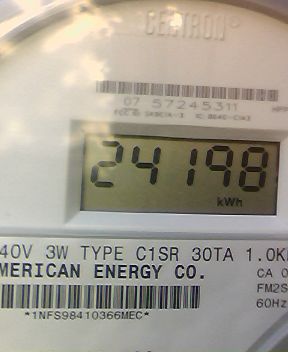 CENTRON®
07 57245311
24198
kWh
40V 3W TYPE C1SR 30TA 1.0K
MERICAN ENERGY CO.
CA 0
FM2S
60Hz
*1NFS98410366MEC*